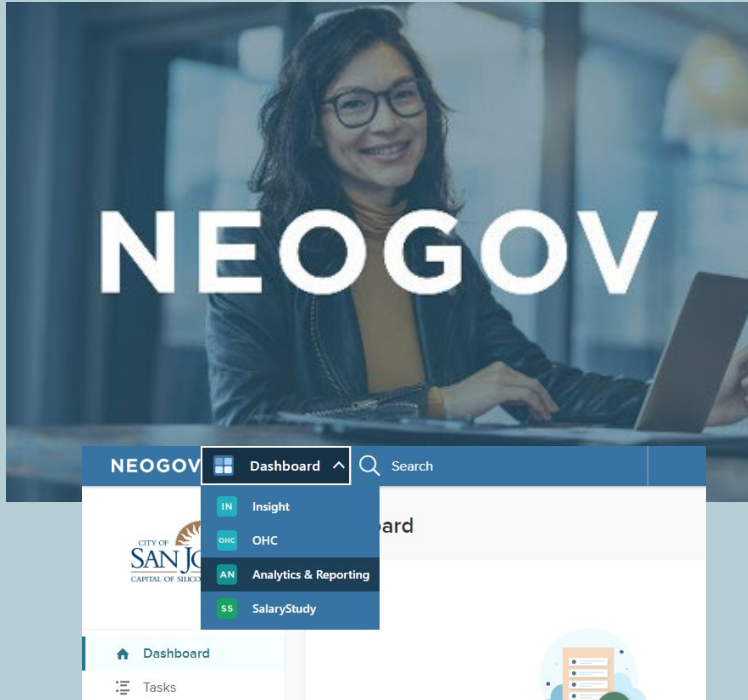 NEOGOV
NEOGOV Dashboard Search
IN Insight
ard
OHC OHC
CITY OF
SAN JO
CAPITAL OF SILICO
AN Analytics & Reporting
SS SalaryStudy
Dashboard
Tasks